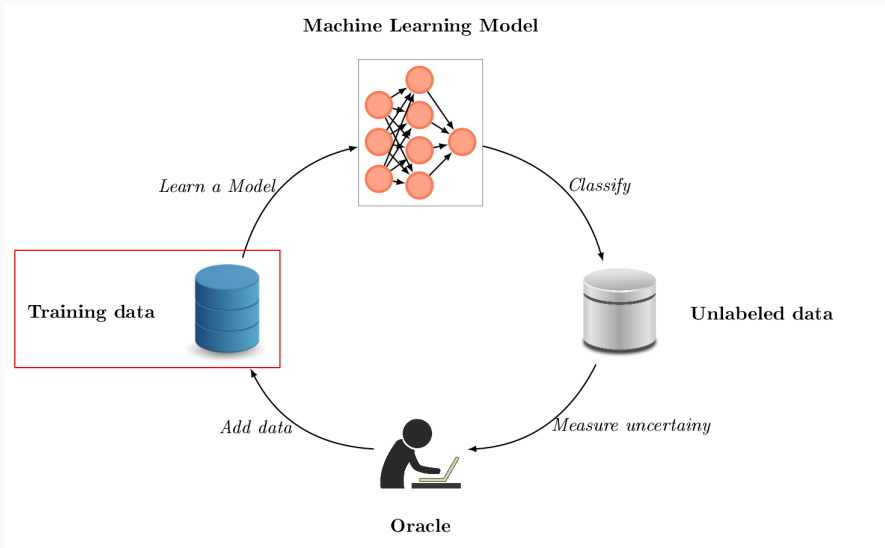 Machine Learning Model
Learn a Model
Classify
Training data
Unlabeled data
Add data
Measure uncertainy
Oracle